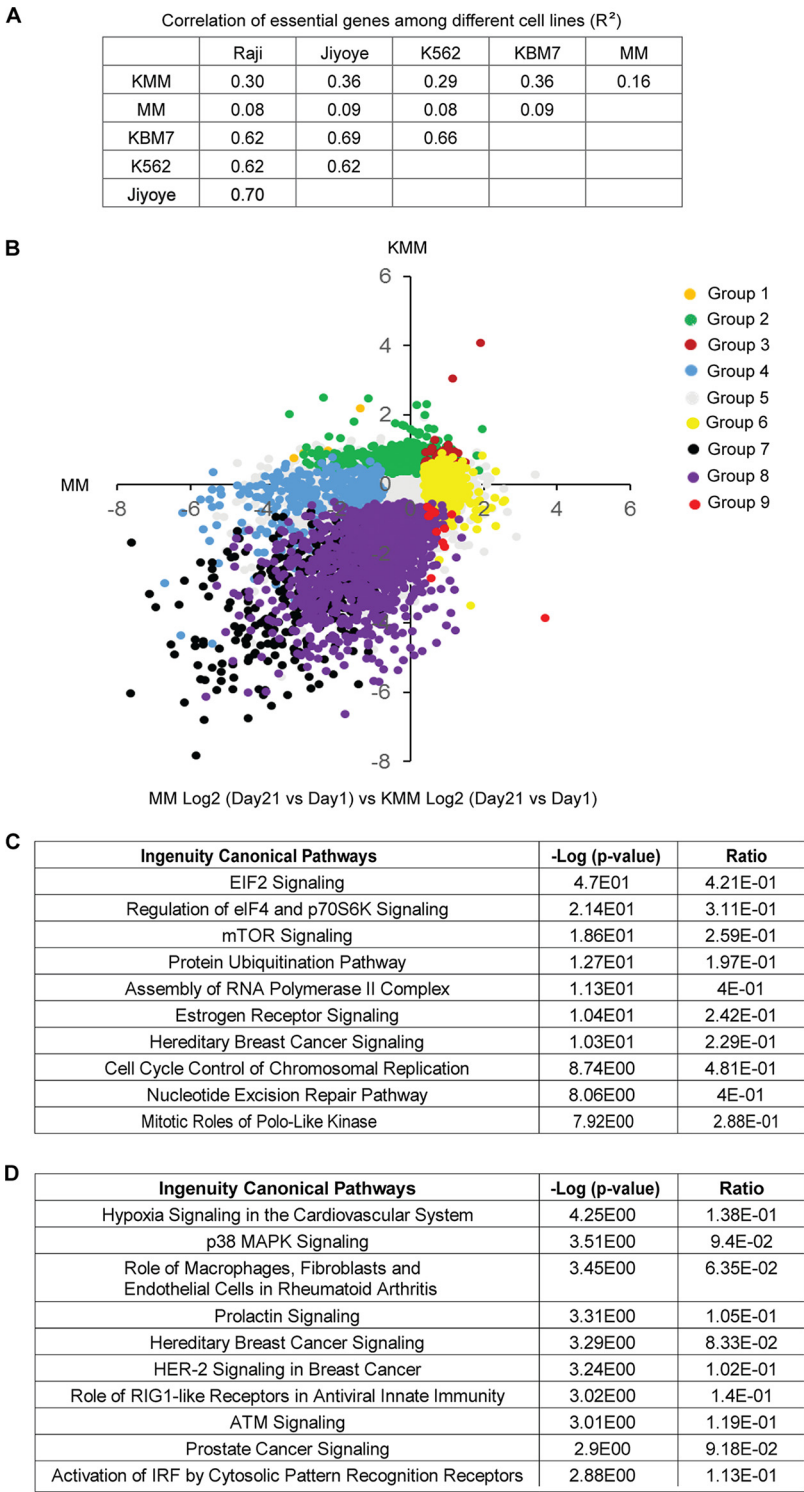 A
Correlation of essential genes among different cell lines (R²)
Raji Jiyoye K562 KBM7 MM
KMM 0.30 0.36 0.29 0.36 0.16
MM 0.08 0.09 0.08 0.09
KBM7 0.62 0.69 0.66
K562 0.62 0.62
Jiyoye 0.70
B
KMM
6
4
2
0
-2
-4
-6
-8
MM
-8 -6 -4 -2 0 2 4 6
Group 1
Group 2
Group 3
Group 4
Group 5
Group 6
Group 7
Group 8
Group 9
MM Log2 (Day21 vs Day1) vs KMM Log2 (Day21 vs Day1)
C
Ingenuity Canonical Pathways -Log (p-value) Ratio
EIF2 Signaling 4.7E01 4.21E-01
Regulation of eIF4 and p70S6K Signaling 2.14E01 3.11E-01
mTOR Signaling 1.86E01 2.59E-01
Protein Ubiquitination Pathway 1.27E01 1.97E-01
Assembly of RNA Polymerase II Complex 1.13E01 4E-01
Estrogen Receptor Signaling 1.04E01 2.42E-01
Hereditary Breast Cancer Signaling 1.03E01 2.29E-01
Cell Cycle Control of Chromosomal Replication 8.74E00 4.81E-01
Nucleotide Excision Repair Pathway 8.06E00 4E-01
Mitotic Roles of Polo-Like Kinase 7.92E00 2.88E-01
D
Ingenuity Canonical Pathways -Log (p-value) Ratio
Hypoxia Signaling in the Cardiovascular System 4.25E00 1.38E-01
p38 MAPK Signaling 3.51E00 9.4E-02
Role of Macrophages, Fibroblasts and 3.45E00 6.35E-02
Endothelial Cells in Rheumatoid Arthritis
Prolactin Signaling 3.31E00 1.05E-01
Hereditary Breast Cancer Signaling 3.29E00 8.33E-02
HER-2 Signaling in Breast Cancer 3.24E00 1.02E-01
Role of RIG1-like Receptors in Antiviral Innate Immunity 3.02E00 1.4E-01
ATM Signaling 3.01E00 1.19E-01
Prostate Cancer Signaling 2.9E00 9.18E-02
Activation of IRF by Cytosolic Pattern Recognition Receptors 2.88E00 1.13E-01